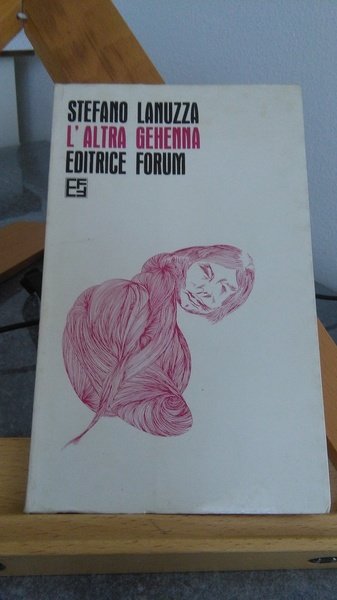 STEFANO LANUZZA
L'ALTRA GEHENNA
EDITRICE FORUM